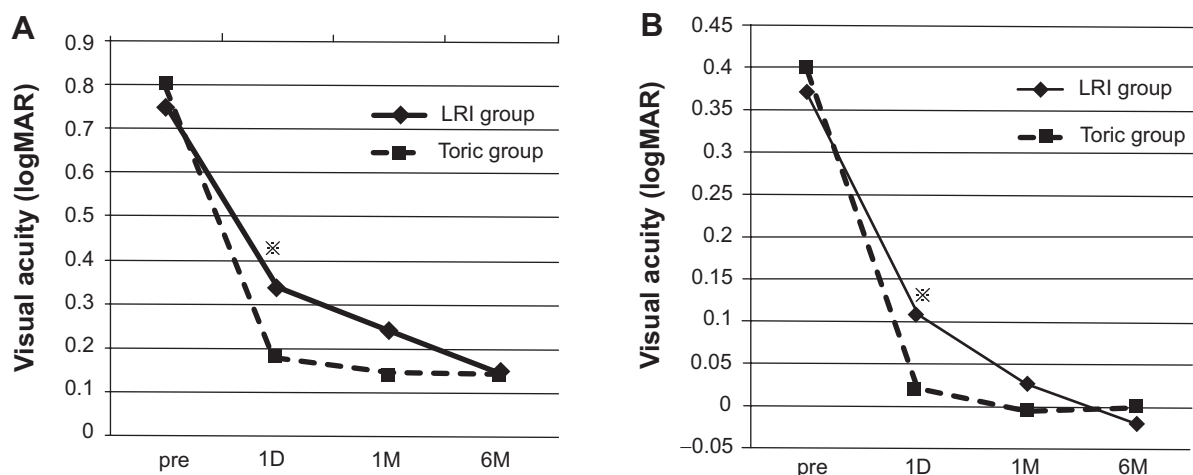 A
Visual acuity (logMAR)
0.9
0.8
0.7
0.6
0.5
0.4
0.3
0.2
0.1
0
LRI group
Toric group
※
pre 1D 1M 6M
B
Visual acuity (logMAR)
0.45
0.4
0.35
0.3
0.25
0.2
0.15
0.1
0.05
0
–0.05
LRI group
Toric group
※
pre 1D 1M 6M